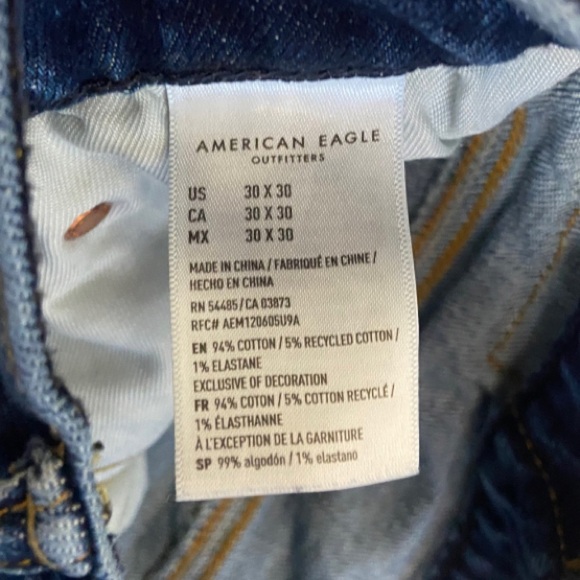 AMERICAN EAGLE
OUTFITTERS
US 30 X 30
CA 30 X 30
MX 30 X 30
MADE IN CHINA / FABRIQUÉ EN CHINE /
HECHO EN CHINA
RN 54485/CA 03873
RFC# AEM120605U9A
EN 94% COTTON / 5% RECYCLED COTTON /
1% ELASTANE
EXCLUSIVE OF DECORATION
FR 94% COTON / 5% COTTON RECYCLÉ /
1% ÉLASTHANNE
À L'EXCEPTION DE LA GARNITURE
SP 99% algodón / 1% elastano